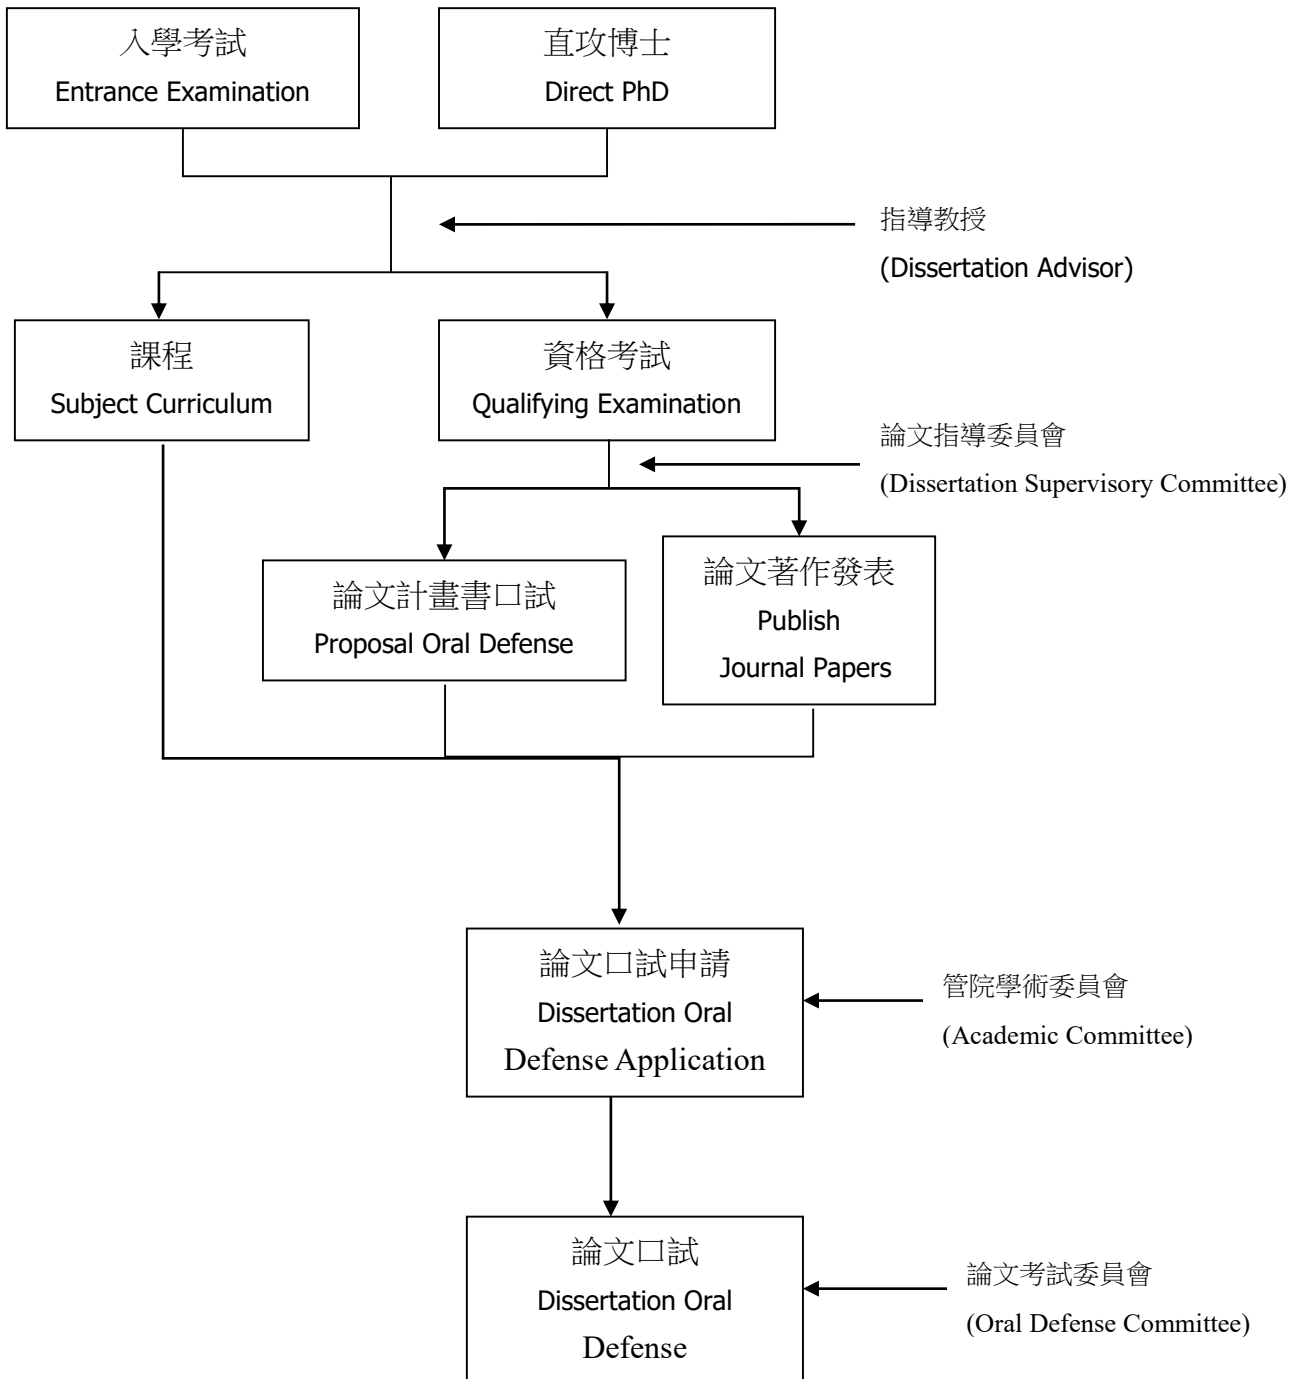 入學考試
Entrance Examination
直攻博士
Direct PhD
指導教授
(Dissertation Advisor)
課程
Subject Curriculum
資格考試
Qualifying Examination
論文指導委員會
(Dissertation Supervisory Committee)
論文計畫書口試
Proposal Oral Defense
論文著作發表
Publish
Journal Papers
論文口試申請
Dissertation Oral
Defense Application
管院學術委員會
(Academic Committee)
論文口試
Dissertation Oral
Defense
論文考試委員會
(Oral Defense Committee)